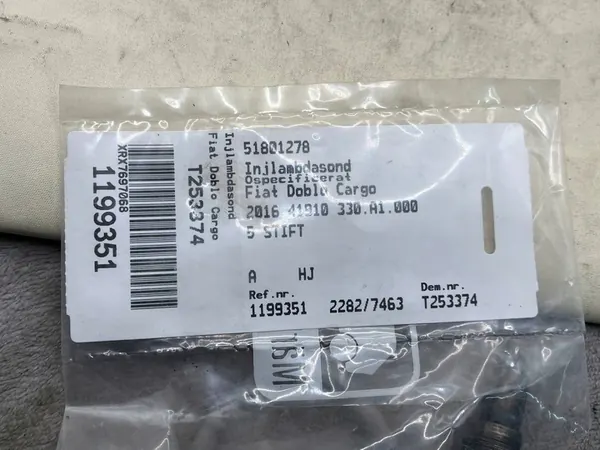 51801278
Injlambdasond
Ospecificerat
Fiat Doblo Cargo
2016 41910 330.A1.000
5 STIFT
A HJ
Ref.nr. Dem.nr.
1199351 2282/7463 T253374
XRX7697068
1199351
T253374
Injlambdasond
Fiat Doblo Cargo